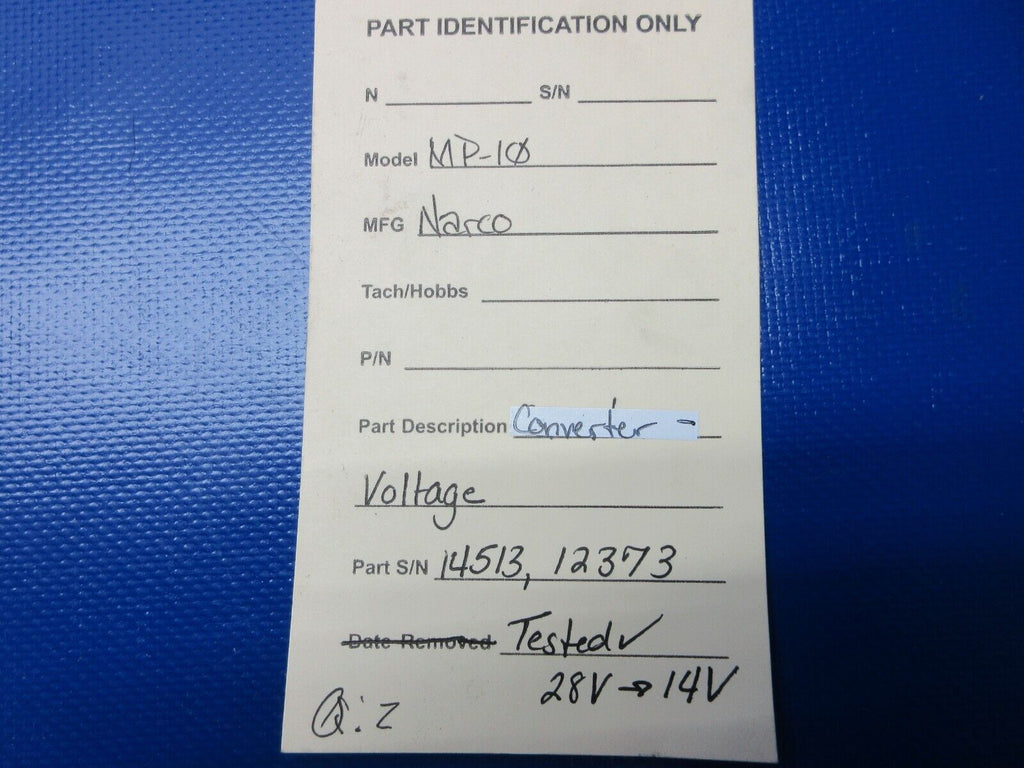 PART IDENTIFICATION ONLY
N S/N
Model MP-10
MFG Narco
Tach/Hobbs
P/N
Part Description Converter -
Voltage
Part S/N 14513, 12373
Date Removed Tested ✓
28V → 14V
Q: 2